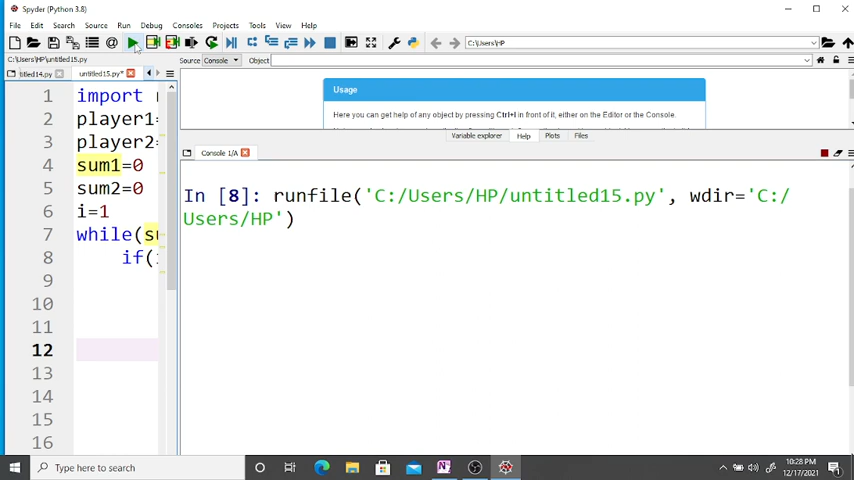 Spyder (Python 3.8)
File Edit Search Source Run Debug Consoles Projects Tools View Help
C:\Users\HP
C:\Users\HP\untitled15.py
Source Console Object
titled14.py untitled15.py*
Usage
Here you can get help of any object by pressing Ctrl+I in front of it, either on the Editor or the Console.
Variable explorer Help Plots Files
Console 1/A
1 import
2 player1=
3 player2=
4 sum1=0
5 sum2=0
6 i=1
7 while(su
8 if(i
9
10
11
12
13
14
15
16
In [8]: runfile('C:/Users/HP/untitled15.py', wdir='C:/
Users/HP')
Type here to search
10:28 PM
12/17/2021